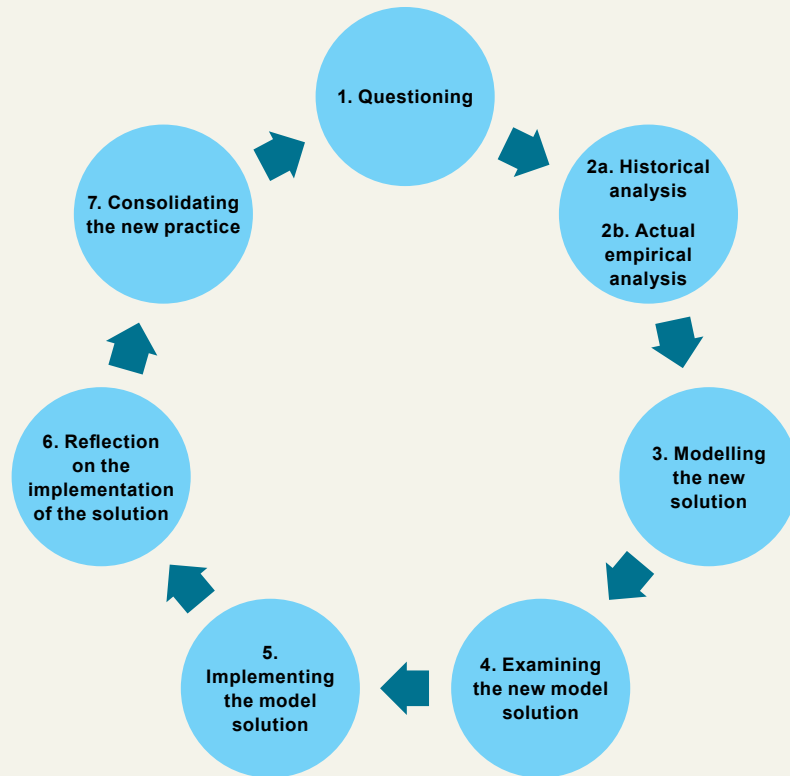 1. Questioning
2a. Historical
analysis
2b. Actual
empirical
analysis
3. Modelling
the new
solution
4. Examining
the new model
solution
5.
Implementing
the model
solution
6. Reflection
on the
implementation
of the solution
7. Consolidating
the new practice